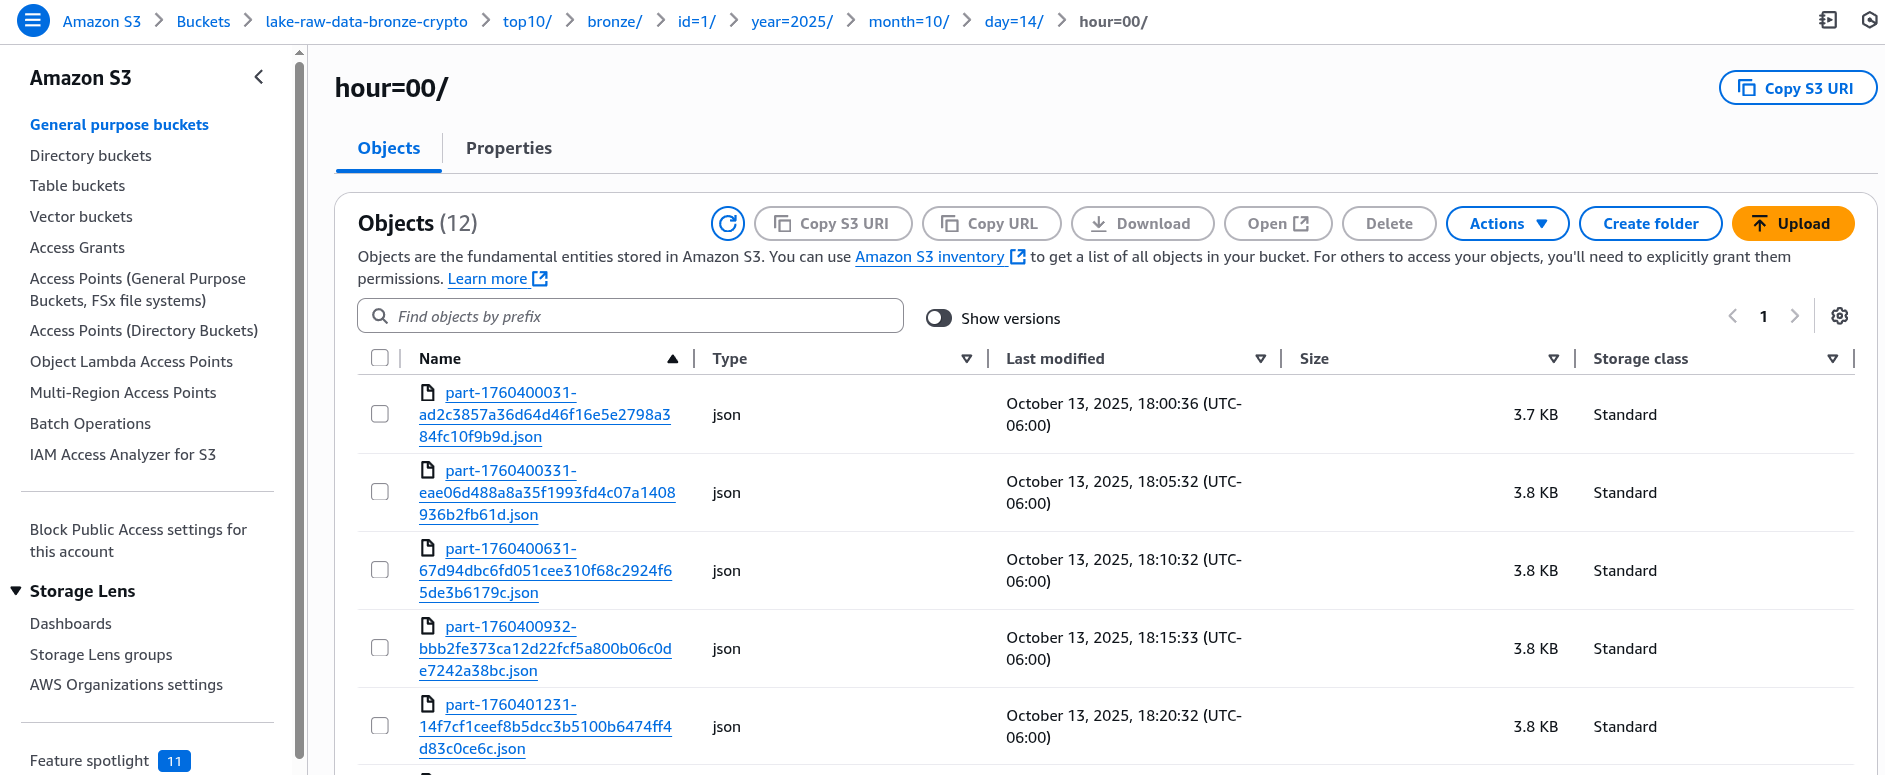 Amazon S3 > Buckets > lake-raw-data-bronze-crypto > top10/ > bronze/ > id=1/ > year=2025/ > month=10/ > day=14/ > hour=00/
Amazon S3
General purpose buckets
Directory buckets
Table buckets
Vector buckets
Access Grants
Access Points (General Purpose
Buckets, FSx file systems)
Access Points (Directory Buckets)
Object Lambda Access Points
Multi-Region Access Points
Batch Operations
IAM Access Analyzer for S3
Block Public Access settings for
this account
Storage Lens
Dashboards
Storage Lens groups
AWS Organizations settings
Feature spotlight 11
hour=00/
Copy S3 URI
Objects Properties
Objects (12)
Copy S3 URI Copy URL Download Open Delete Actions Create folder Upload
Objects are the fundamental entities stored in Amazon S3. You can use Amazon S3 inventory to get a list of all objects in your bucket. For others to access your objects, you'll need to explicitly grant them
permissions. Learn more
Find objects by prefix Show versions 1
Name Type Last modified Size Storage class
part-1760400031-
ad2c3857a36d64d46f16e5e2798a3
84fc10f9b9d.json
json
October 13, 2025, 18:00:36 (UTC-
06:00)
3.7 KB
Standard
part-1760400331-
eae06d488a8a35f1993fd4c07a1408
936b2fb61d.json
json
October 13, 2025, 18:05:32 (UTC-
06:00)
3.8 KB
Standard
part-1760400631-
67d94dbc6fd051cee310f68c2924f6
5de3b6179c.json
json
October 13, 2025, 18:10:32 (UTC-
06:00)
3.8 KB
Standard
part-1760400932-
bbb2fe373ca12d22fcf5a800b06c0d
e7242a38bc.json
json
October 13, 2025, 18:15:33 (UTC-
06:00)
3.8 KB
Standard
part-1760401231-
14f7cf1ceef8b5dcc3b5100b6474ff4
d83c0ce6c.json
json
October 13, 2025, 18:20:32 (UTC-
06:00)
3.8 KB
Standard